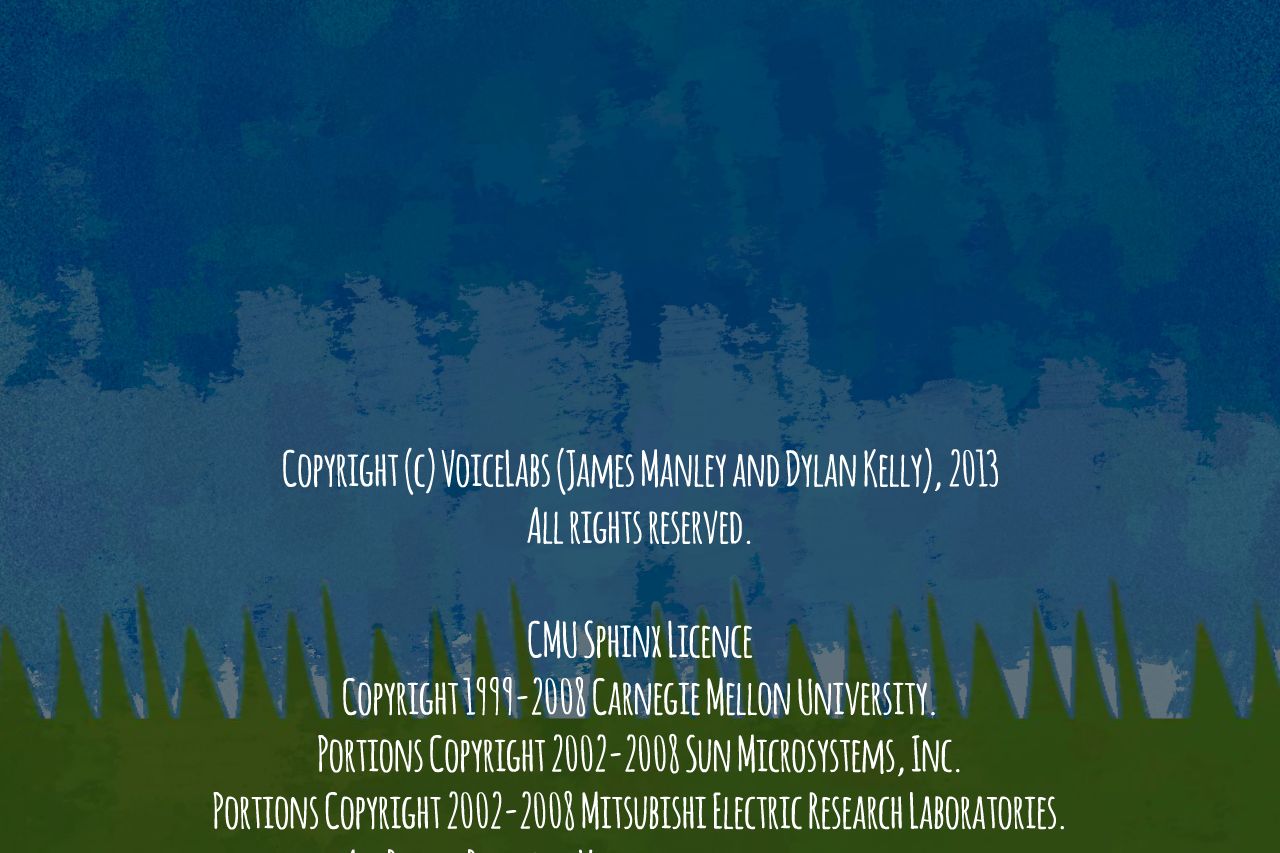 Copyright (c) VoiceLabs (James Manley and Dylan Kelly), 2013
All rights reserved.
CMU Sphinx Licence
Copyright 1999-2008 Carnegie Mellon University.
Portions Copyright 2002-2008 Sun Microsystems, Inc.
Portions Copyright 2002-2008 Mitsubishi Electric Research Laboratories.